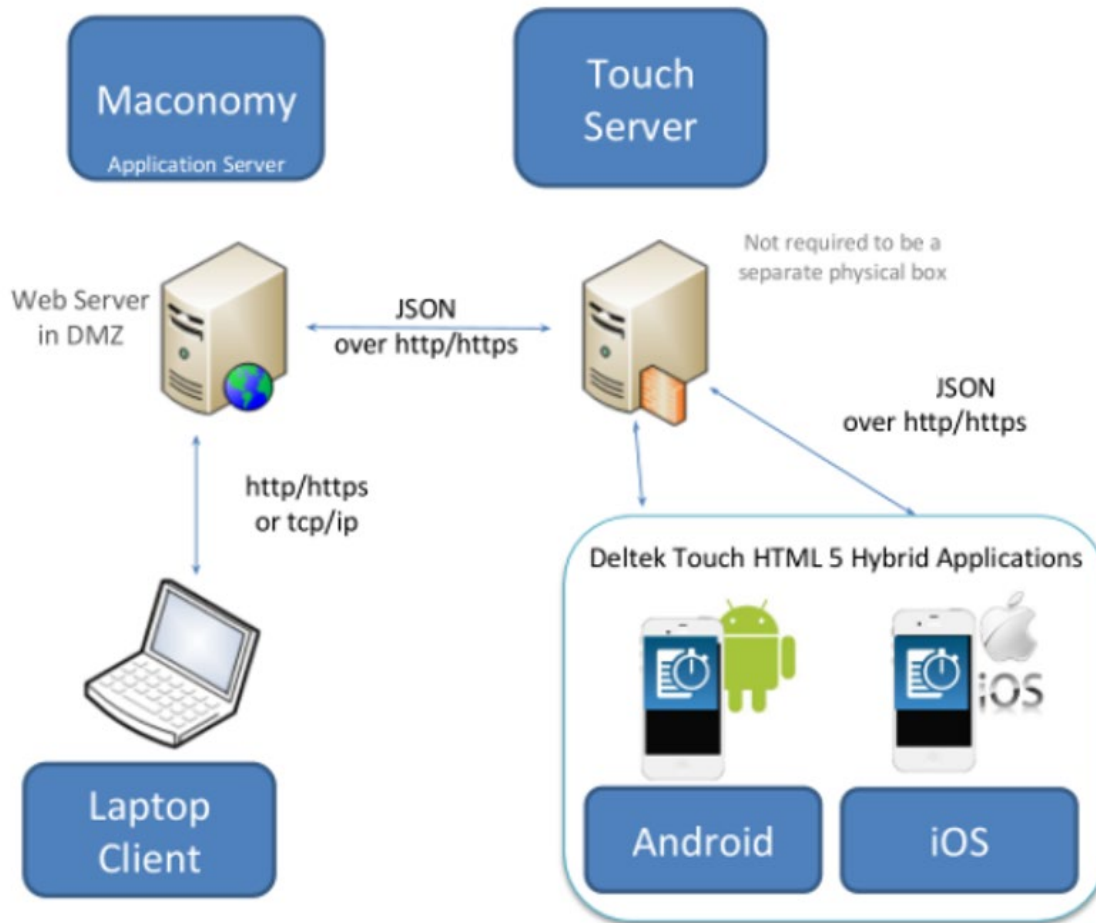 Maconomy
Application Server
Touch
Server
Web Server
in DMZ
JSON
over http/https
Not required to be a
separate physical box
JSON
over http/https
http/https
or tcp/ip
Deltek Touch HTML 5 Hybrid Applications
iOS
Laptop
Client
Android
iOS